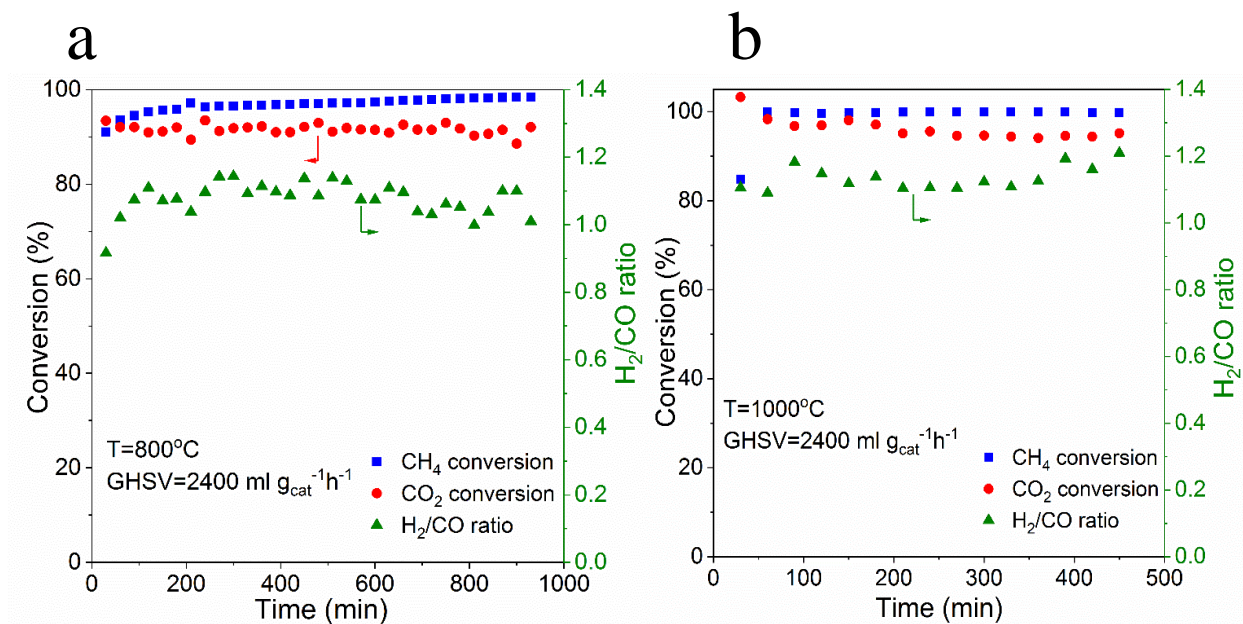 a
100
80
60
40
20
0
Conversion (%)
0 200 400 600 800 1000
Time (min)
1.4
1.2
1.0
0.8
0.6
0.4
0.2
0.0
H₂/CO ratio
T=800°C
GHSV=2400 ml g_cat⁻¹h⁻¹
CH₄ conversion
CO₂ conversion
H₂/CO ratio
b
100
80
60
40
20
0
Conversion (%)
0 100 200 300 400 500
Time (min)
1.4
1.2
1.0
0.8
0.6
0.4
0.2
0.0
H₂/CO ratio
T=1000°C
GHSV=2400 ml g_cat⁻¹h⁻¹
CH₄ conversion
CO₂ conversion
H₂/CO ratio